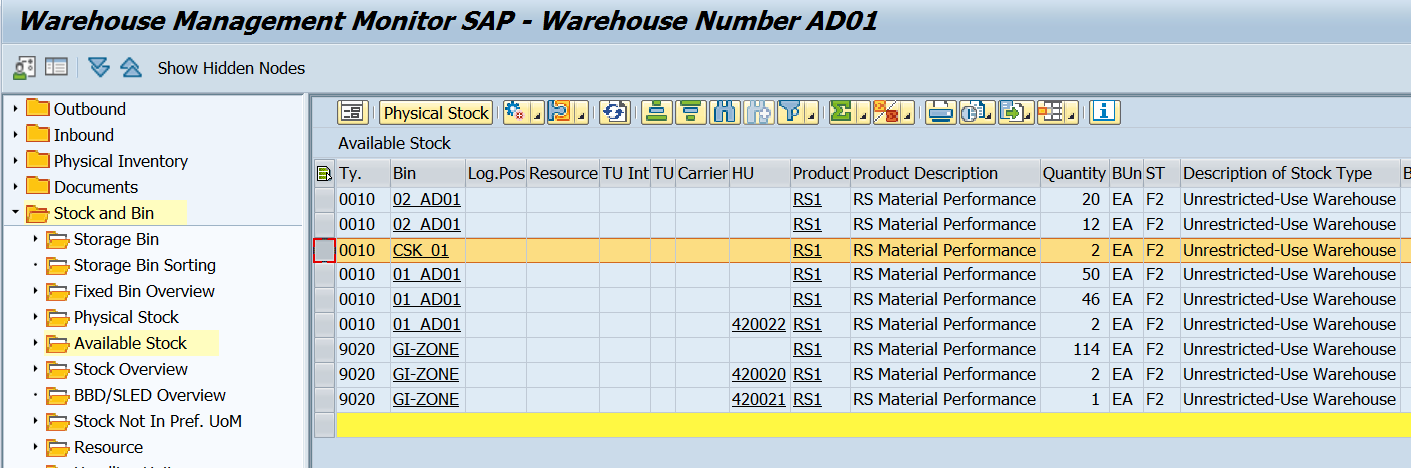 Warehouse Management Monitor SAP - Warehouse Number AD01
Show Hidden Nodes
Outbound
Inbound
Physical Inventory
Documents
Stock and Bin
Storage Bin
Storage Bin Sorting
Fixed Bin Overview
Physical Stock
Available Stock
Stock Overview
BBD/SLED Overview
Stock Not In Pref. UoM
Resource
Physical Stock
Available Stock
Ty. Bin Log.Pos Resource TU Int TU Carrier HU Product Product Description Quantity BUn ST Description of Stock Type B
0010 02_AD01 RS1 RS Material Performance 20 EA F2 Unrestricted-Use Warehouse
0010 02_AD01 RS1 RS Material Performance 12 EA F2 Unrestricted-Use Warehouse
0010 CSK_01 RS1 RS Material Performance 2 EA F2 Unrestricted-Use Warehouse
0010 01_AD01 RS1 RS Material Performance 50 EA F2 Unrestricted-Use Warehouse
0010 01_AD01 RS1 RS Material Performance 46 EA F2 Unrestricted-Use Warehouse
0010 01_AD01 420022 RS1 RS Material Performance 2 EA F2 Unrestricted-Use Warehouse
9020 GI-ZONE RS1 RS Material Performance 114 EA F2 Unrestricted-Use Warehouse
9020 GI-ZONE 420020 RS1 RS Material Performance 2 EA F2 Unrestricted-Use Warehouse
9020 GI-ZONE 420021 RS1 RS Material Performance 1 EA F2 Unrestricted-Use Warehouse